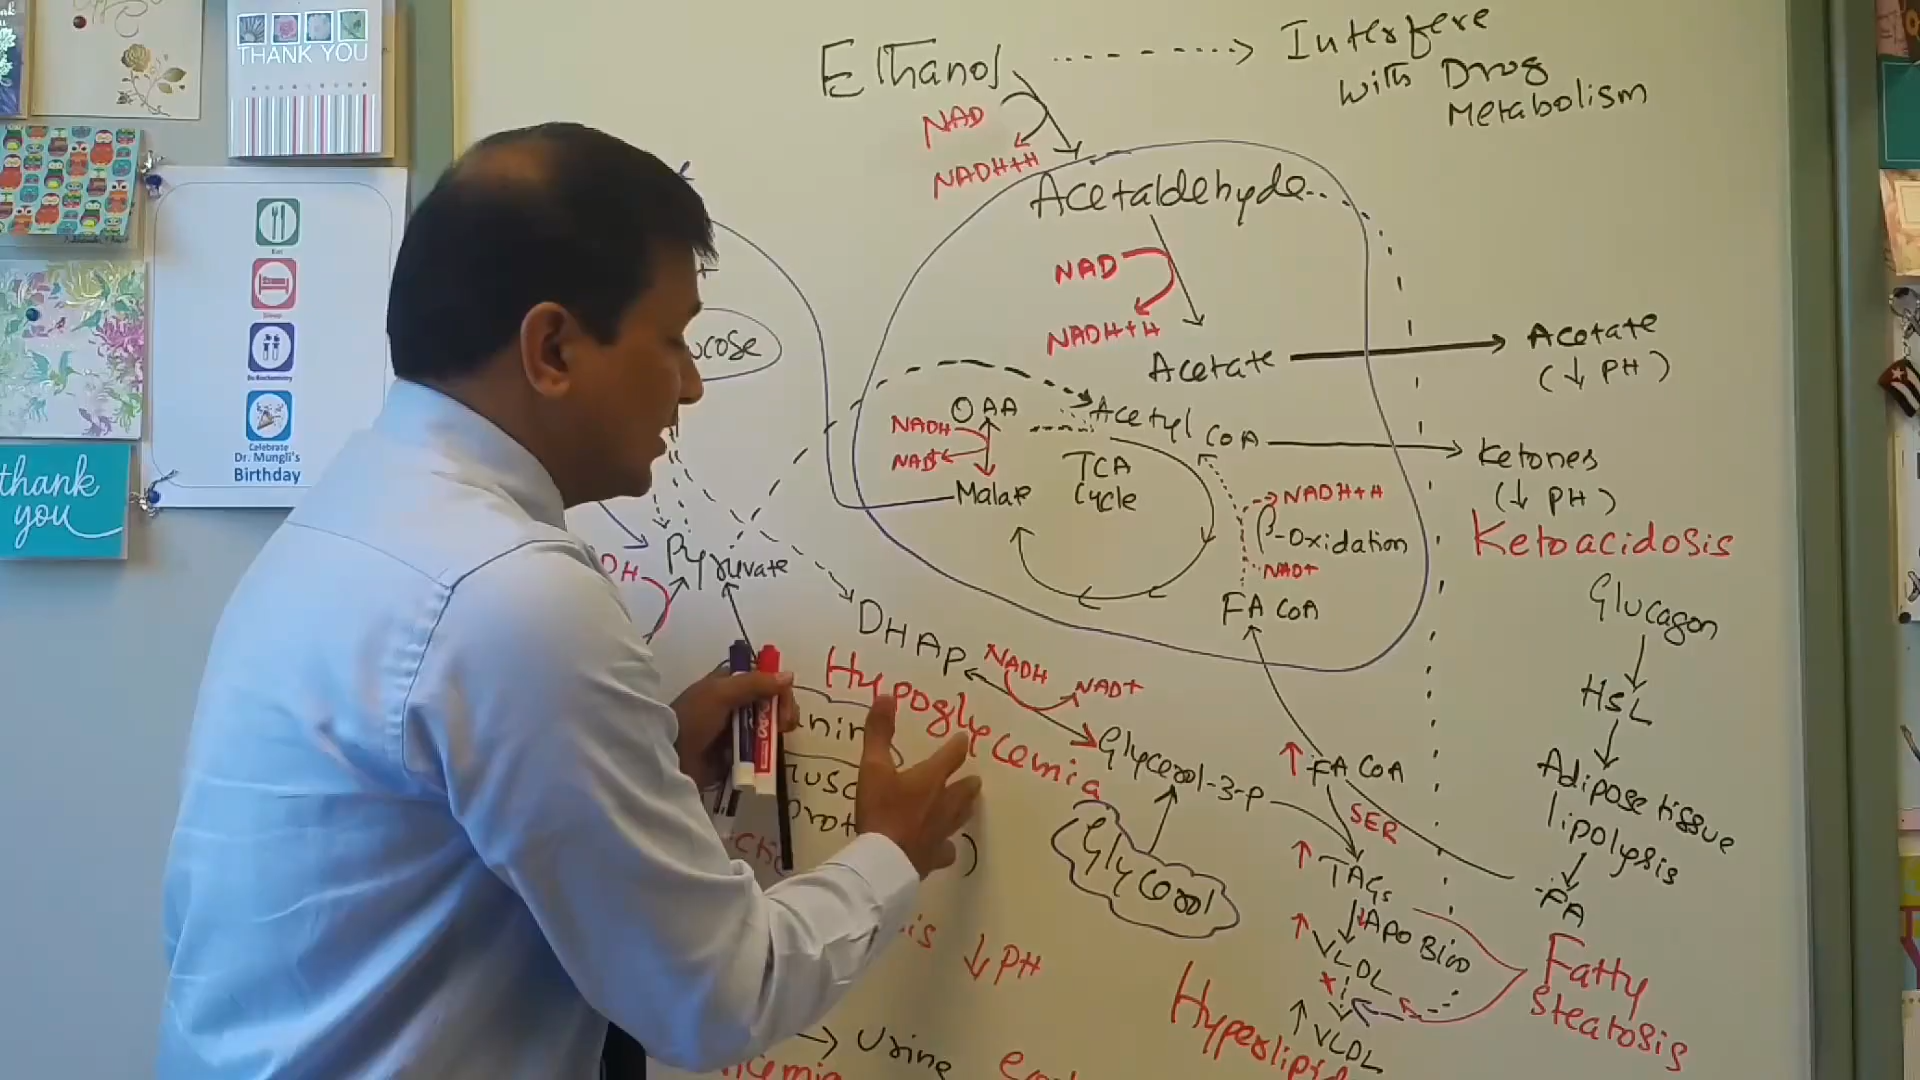 THANK YOU
Eat
Sleep
Do Biochemistry
Celebrate
Dr. Mungli's
Birthday
thank
you
Ethanol
Interfere
with Drug
Metabolism
NAD
NADH+H
Acetaldehyde
NAD
NADH+H
Acetate
Acetate
(↓ PH)
OAA
NADH
NAD+
Malate
Acetyl CoA
TCA
Cycle
Ketones
(↓ PH)
Ketoacidosis
NADH+H
β-Oxidation
NAD+
FA CoA
Pyruvate
DHAP
NADH
NAD+
Hypoglycemia
Glycerol-3-P
Glycerol
Glucagon
HSL
Adipose tissue
lipolysis
FA
↑ FA CoA
SER
↑ TAGs
Apo B100
↑ VLDL
↑ VLDL
Fatty
Steatosis
↓ PH
→ Urine